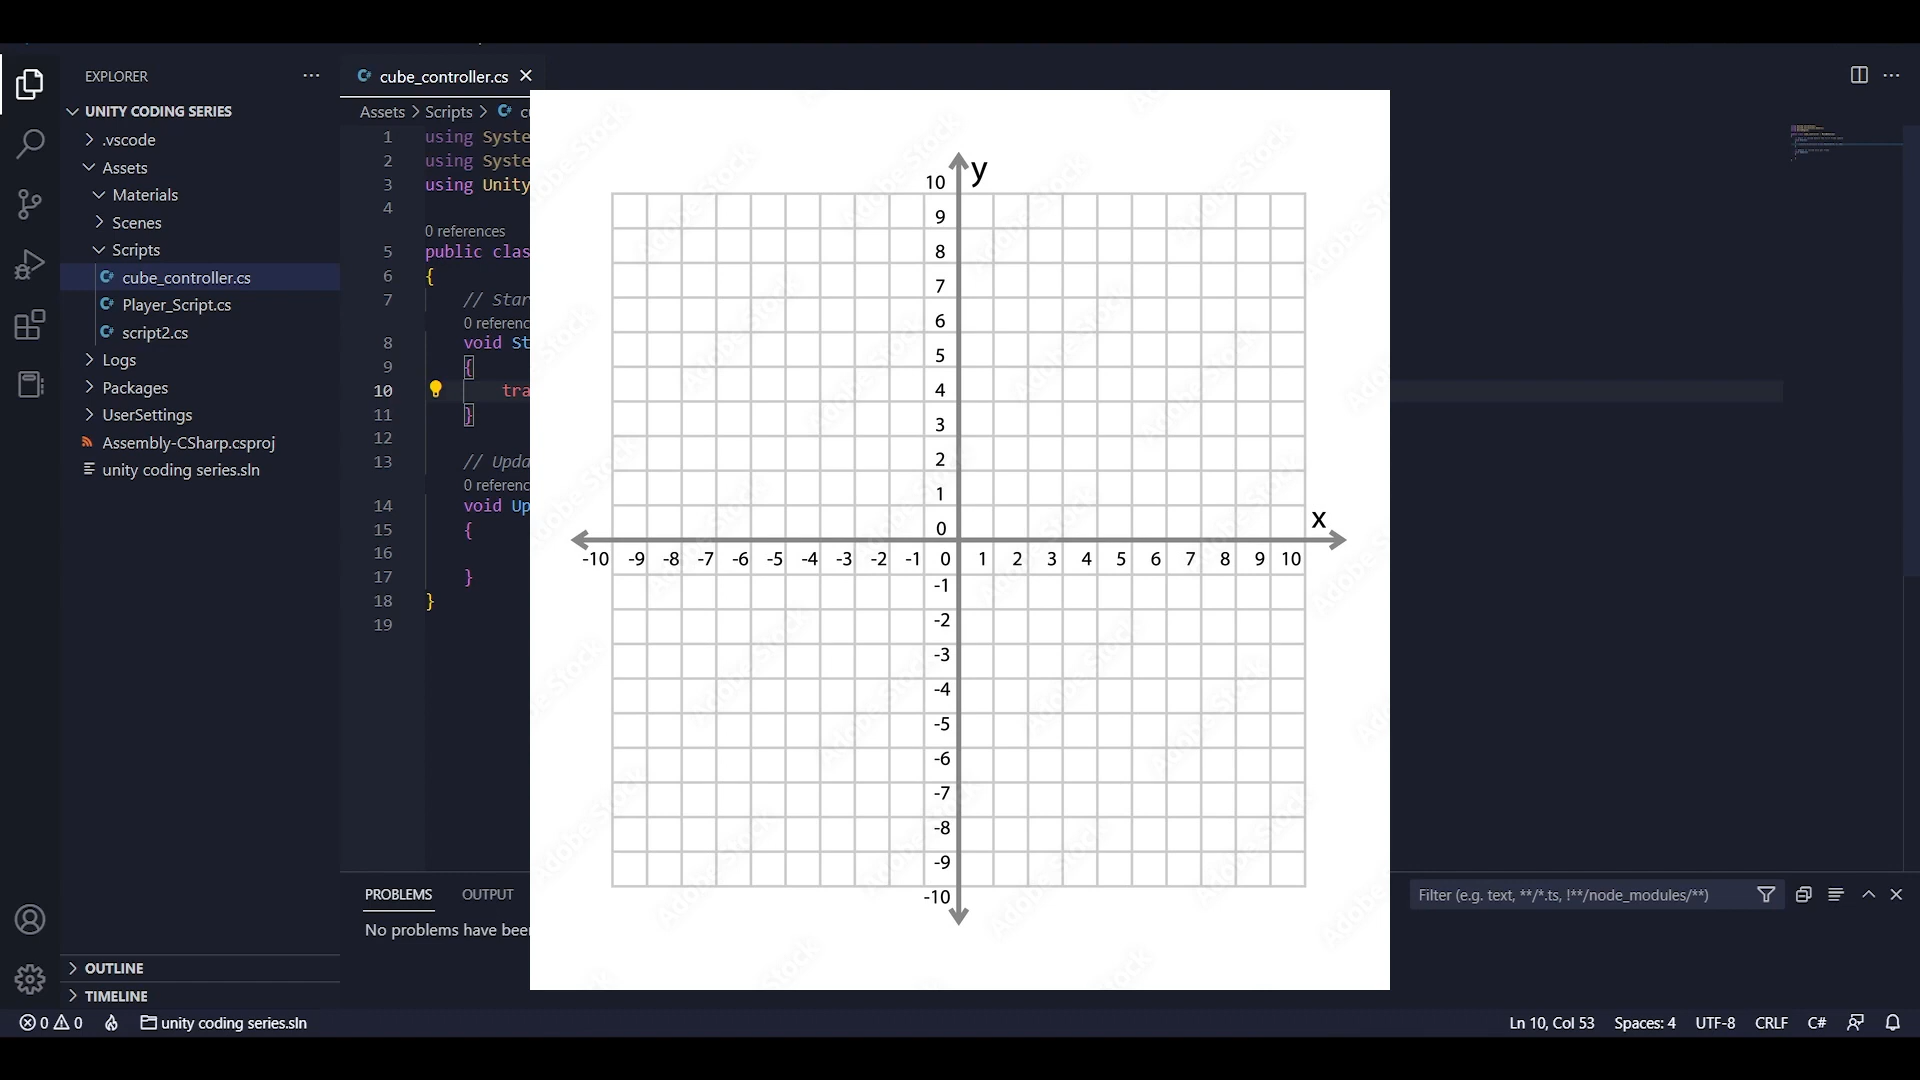 EXPLORER
UNITY CODING SERIES
.vscode
Assets
Materials
Scenes
Scripts
cube_controller.cs
Player_Script.cs
script2.cs
Logs
Packages
UserSettings
Assembly-CSharp.csproj
unity coding series.sln
OUTLINE
TIMELINE
cube_controller.cs
Assets > Scripts >
1 using Syste
2 using Syste
3 using Unity
4
0 references
5 public clas
6 {
7 // Star
0 referenc
8 void St
9 {
10 tra
11 }
12
13 // Upda
0 referenc
14 void Up
15 {
16
17 }
18 }
19
y
10
9
8
7
6
5
4
3
2
1
0
x
-10 -9 -8 -7 -6 -5 -4 -3 -2 -1 0 1 2 3 4 5 6 7 8 9 10
-1
-2
-3
-4
-5
-6
-7
-8
-9
-10
Adobe Stock
PROBLEMS OUTPUT
Filter (e.g. text, **/*.ts, !**/node_modules/**)
No problems have bee
0 0 unity coding series.sln
Ln 10, Col 53 Spaces: 4 UTF-8 CRLF C#